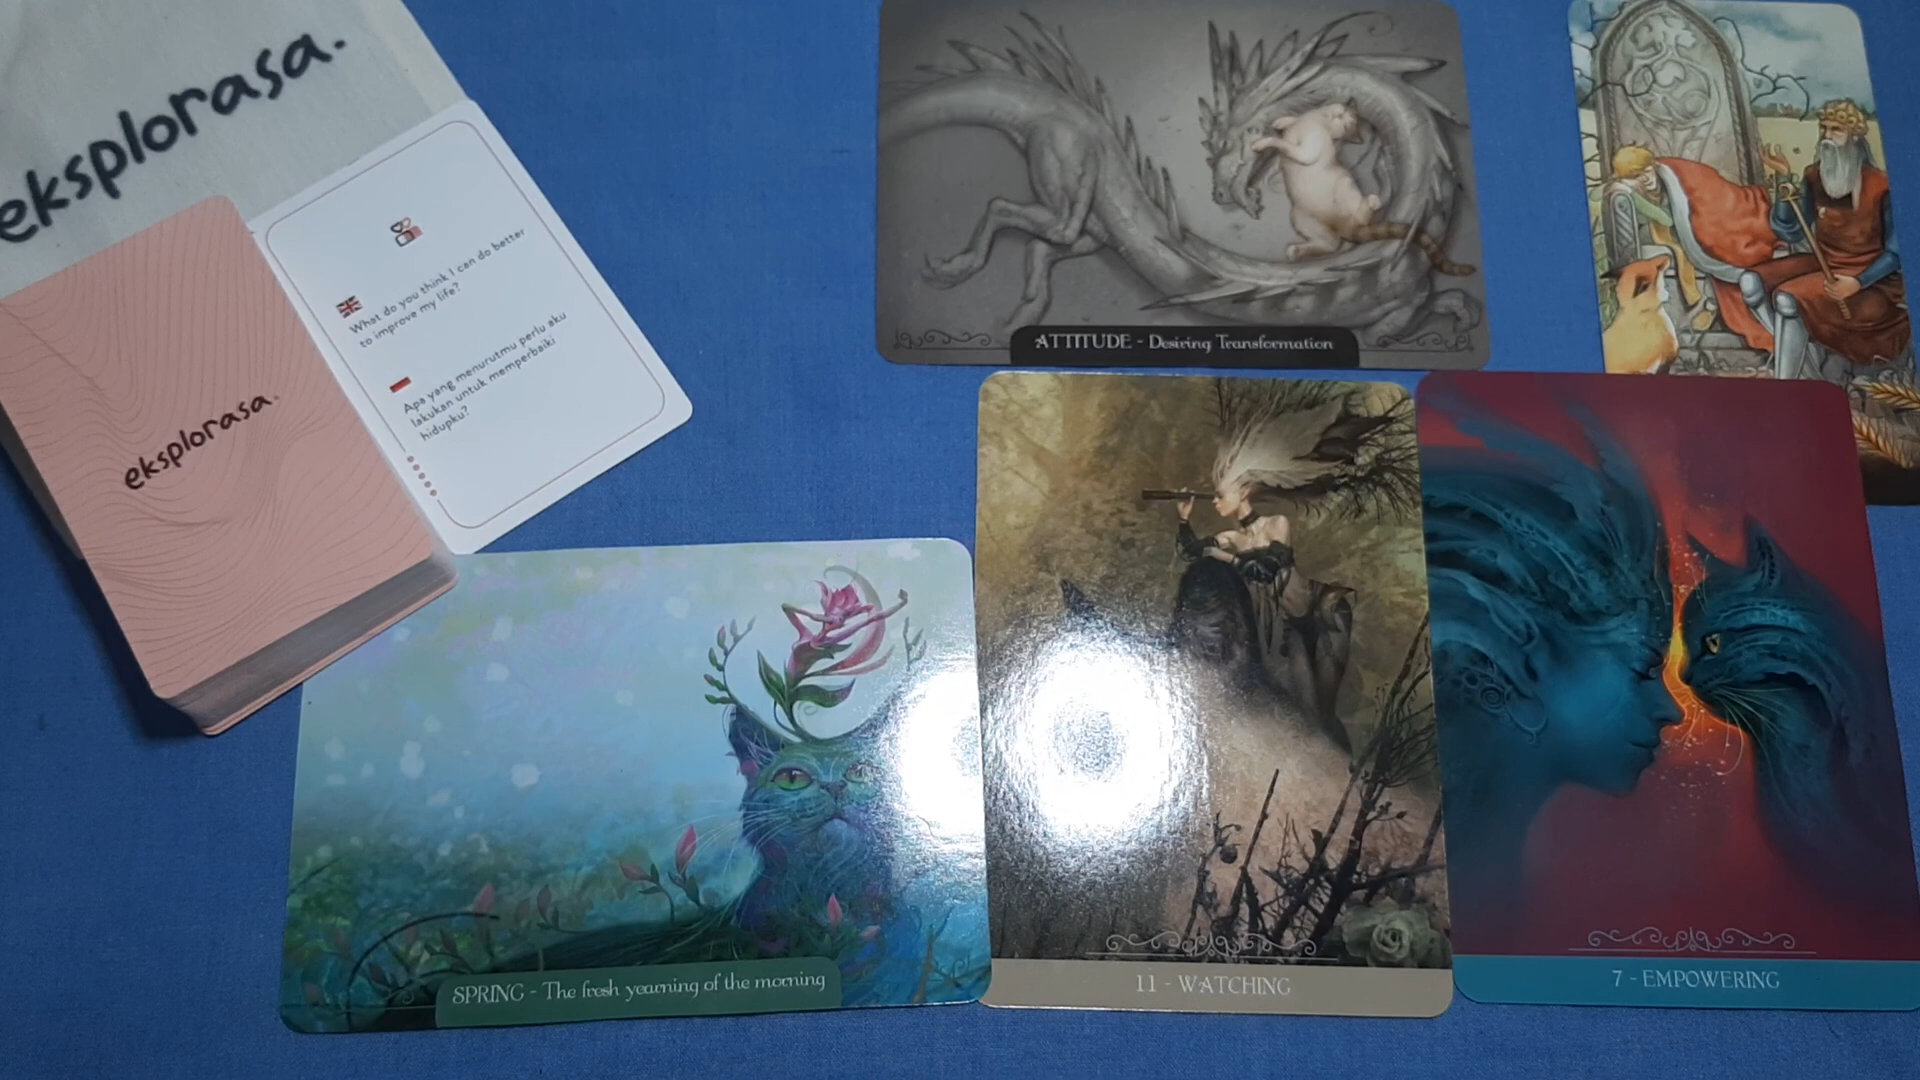 eksplorasa.
eksplorasa.
What do you think I can do better
to improve my life?
Apa yang menurutmu perlu aku
lakukan untuk memperbaiki
hidupku?
ATTITUDE - Desiring Transformation
SPRING - The fresh yearning of the morning
11 - WATCHING
7 - EMPOWERING